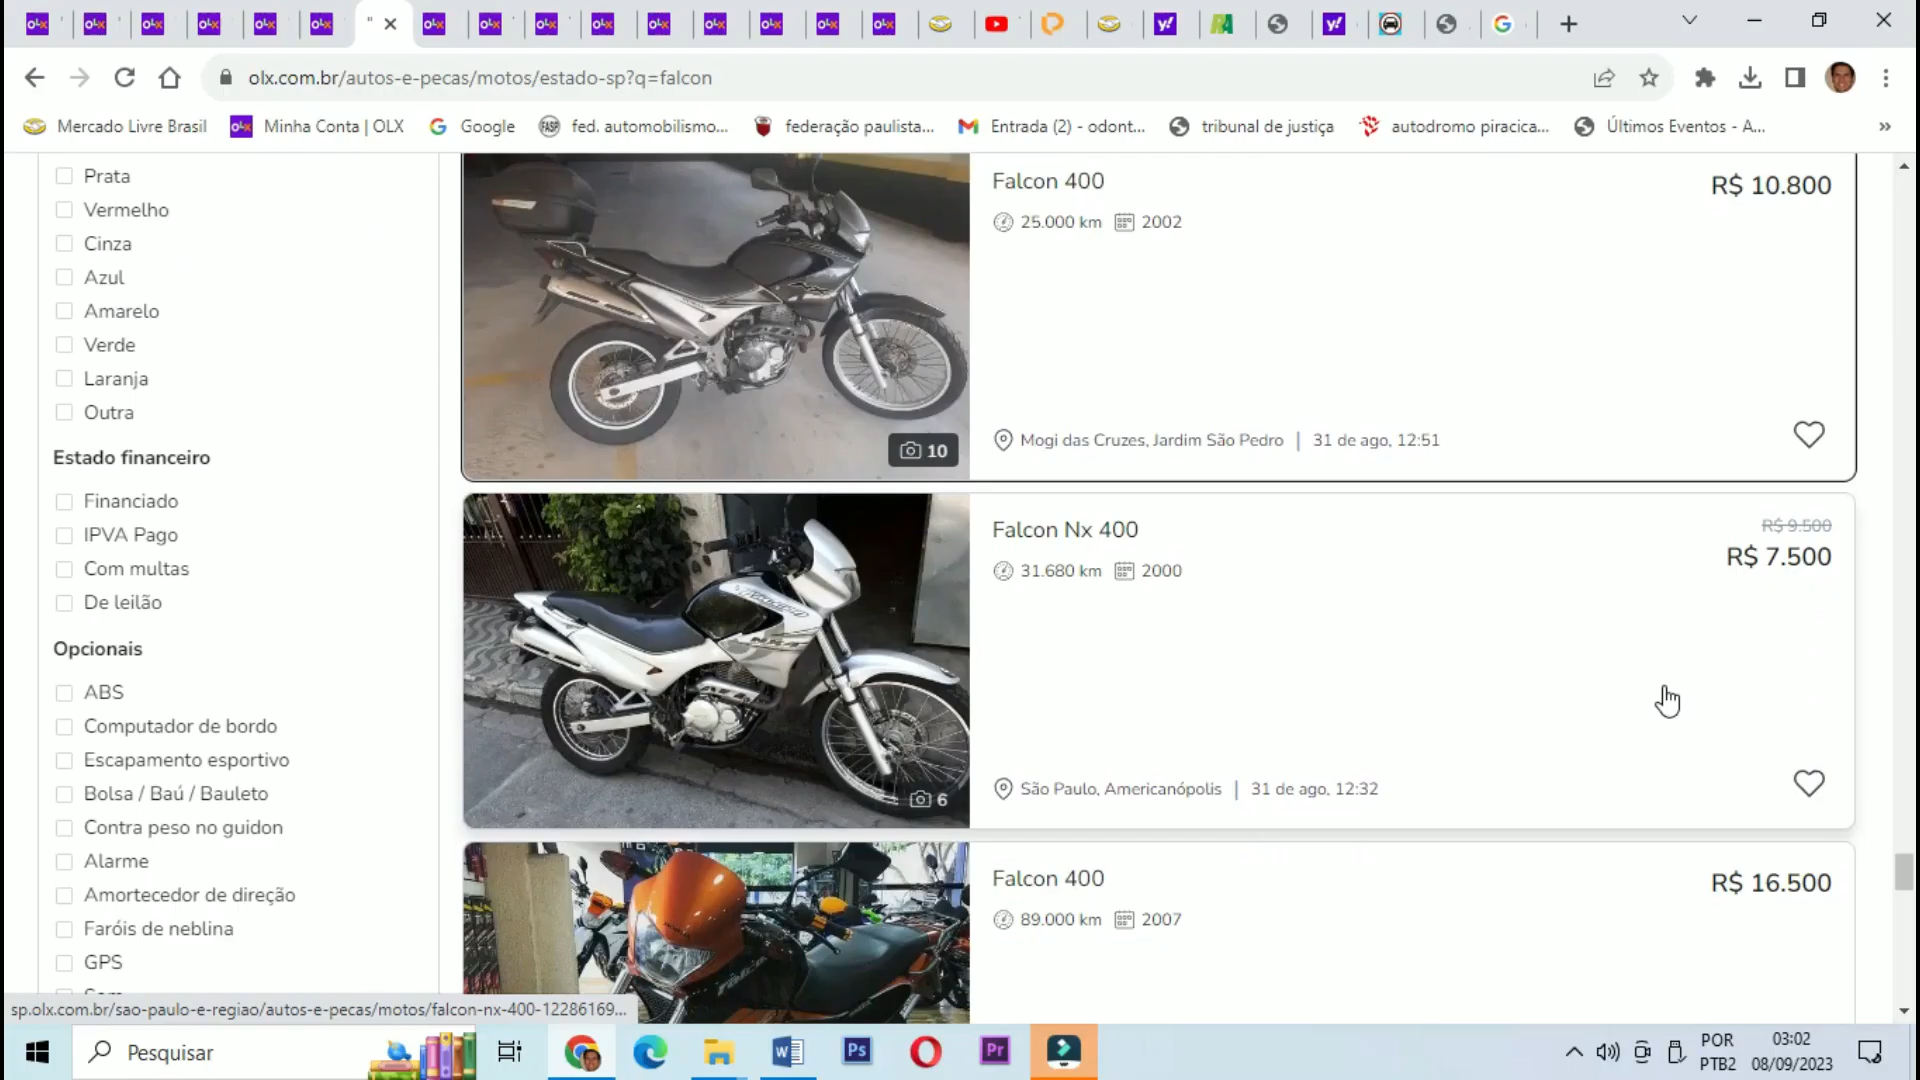 olx.com.br/autos-e-pecas/motos/estado-sp?q=falcon
Mercado Livre Brasil
OLX Minha Conta | OLX
Google
FASP fed. automobilismo...
federação paulista...
Entrada (2) - odont...
tribunal de justiça
autodromo piracica...
Últimos Eventos - A...
»
Prata
Vermelho
Cinza
Azul
Amarelo
Verde
Laranja
Outra
Estado financeiro
Financiado
IPVA Pago
Com multas
De leilão
Opcionais
ABS
Computador de bordo
Escapamento esportivo
Bolsa / Baú / Bauleto
Contra peso no guidon
Alarme
Amortecedor de direção
Faróis de neblina
GPS
Som
Falcon 400
R$ 10.800
25.000 km 2002
10
Mogi das Cruzes, Jardim São Pedro | 31 de ago, 12:51
Falcon Nx 400
R$ 9.500
R$ 7.500
31.680 km 2000
6
São Paulo, Americanópolis | 31 de ago, 12:32
Falcon 400
R$ 16.500
89.000 km 2007
sp.olx.com.br/sao-paulo-e-regiao/autos-e-pecas/motos/falcon-nx-400-12286169...
Pesquisar
Ps
Pr
POR
PTB2
03:02
08/09/2023